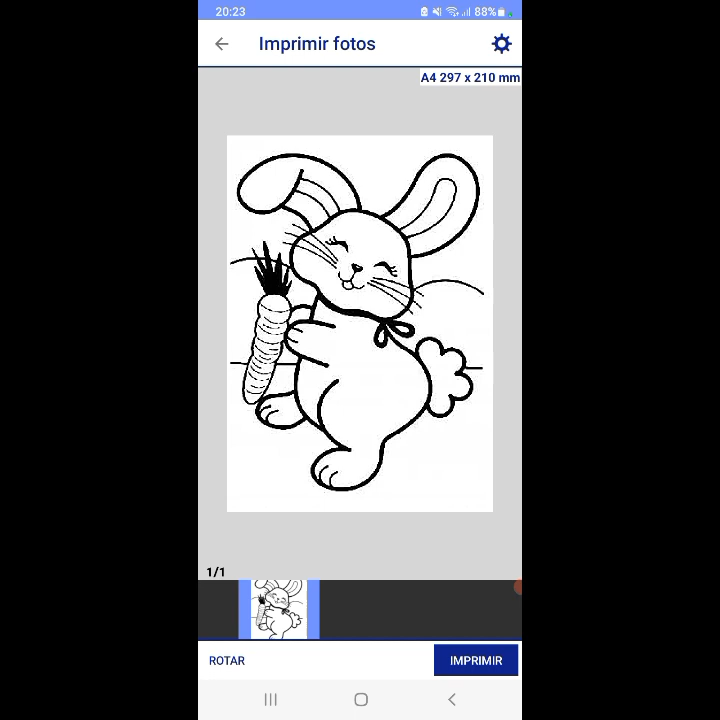 20:23 88%
Imprimir fotos
A4 297 x 210 mm
1/1
ROTAR IMPRIMIR